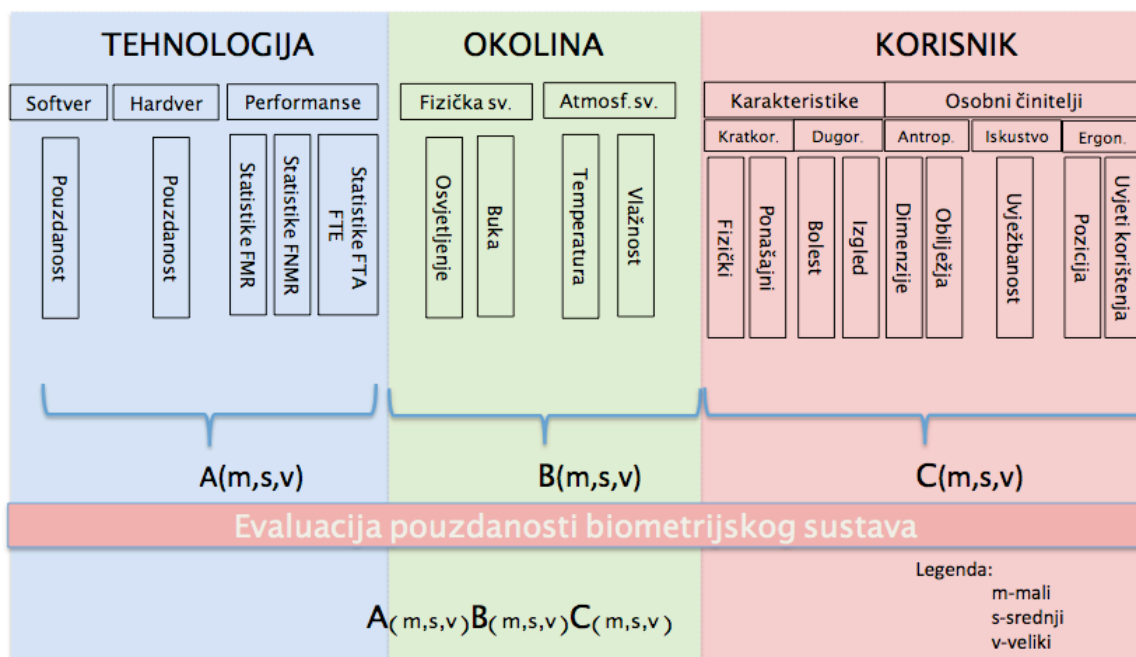 TEHNOLOGIJA
OKOLINA
KORISNIK
Softver
Hardver
Performanse
Fizička sv.
Atmosf. sv.
Karakteristike
Osobni činitelji
Kratkor.
Dugor.
Antrop.
Iskustvo
Ergon.
Pouzdanost
Pouzdanost
Statistike FMR
Statistike FNMR
Statistike FTA
FTE
Osvjetljenje
Buka
Temperatura
Vlažnost
Fizički
Ponašajni
Bolest
Izgled
Dimenzije
Obilježja
Uvježbanost
Pozicija
Uvjeti korištenja
A(m,s,v)
B(m,s,v)
C(m,s,v)
Evaluacija pouzdanosti biometrijskog sustava
A(m,s,v)B(m,s,v)C(m,s,v)
Legenda:
m-mali
s-srednji
v-veliki